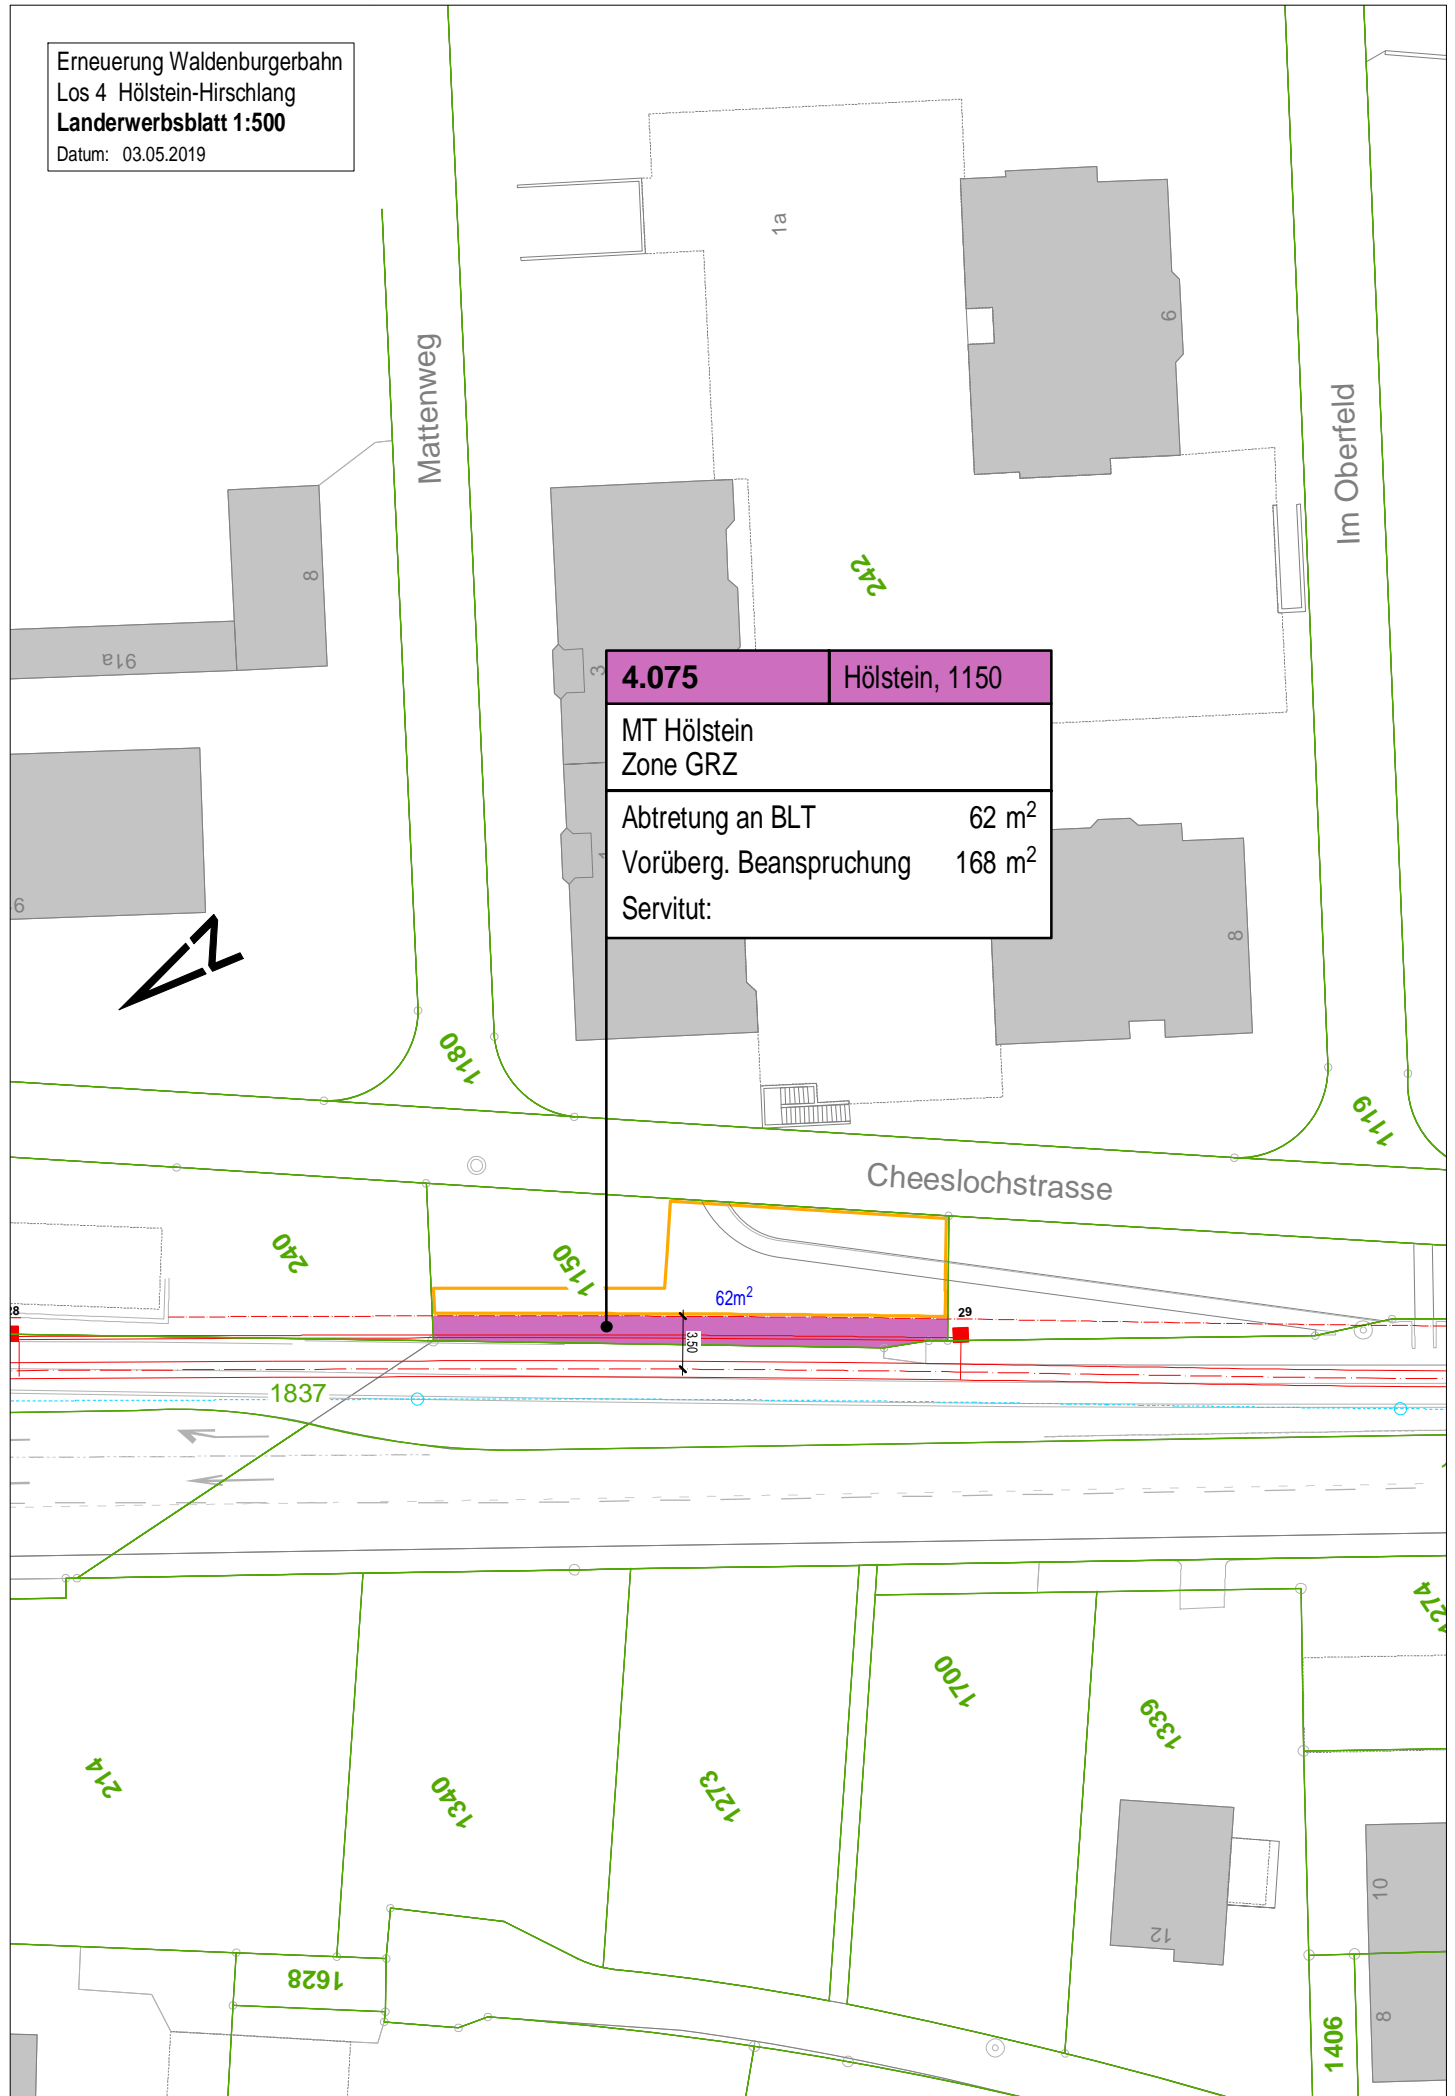 Erneuerung Waldenburgerbahn
Los 4 Hölstein-Hirschlang
Landerwerbsblatt 1:500
Datum: 03.05.2019
1a
6
Mattenweg
Im Oberfeld
242
8
91a
3
4.075 Hölstein, 1150
MT Hölstein
Zone GRZ
Abtretung an BLT 62 m²
Vorüberg. Beanspruchung 168 m²
Servitut:
8
1180
1119
Cheeslochstrasse
240
1150
62m²
28
29
3.50
1837
1274
1700
1339
214
1340
1273
10
12
1628
8
1406